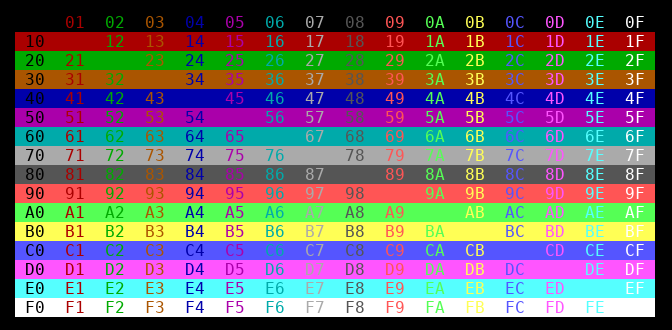 01 02 03 04 05 06 07 08 09 0A 0B 0C 0D 0E 0F
10 12 13 14 15 16 17 18 19 1A 1B 1C 1D 1E 1F
20 21 23 24 25 26 27 28 29 2A 2B 2C 2D 2E 2F
30 31 32 34 35 36 37 38 39 3A 3B 3C 3D 3E 3F
40 41 42 43 45 46 47 48 49 4A 4B 4C 4D 4E 4F
50 51 52 53 54 56 57 58 59 5A 5B 5C 5D 5E 5F
60 61 62 63 64 65 67 68 69 6A 6B 6C 6D 6E 6F
70 71 72 73 74 75 76 78 79 7A 7B 7C 7D 7E 7F
80 81 82 83 84 85 86 87 89 8A 8B 8C 8D 8E 8F
90 91 92 93 94 95 96 97 98 9A 9B 9C 9D 9E 9F
A0 A1 A2 A3 A4 A5 A6 A7 A8 A9 AB AC AD AE AF
B0 B1 B2 B3 B4 B5 B6 B7 B8 B9 BA BC BD BE BF
C0 C1 C2 C3 C4 C5 C6 C7 C8 C9 CA CB CD CE CF
D0 D1 D2 D3 D4 D5 D6 D7 D8 D9 DA DB DC DE DF
E0 E1 E2 E3 E4 E5 E6 E7 E8 E9 EA EB EC ED EF
F0 F1 F2 F3 F4 F5 F6 F7 F8 F9 FA FB FC FD FE